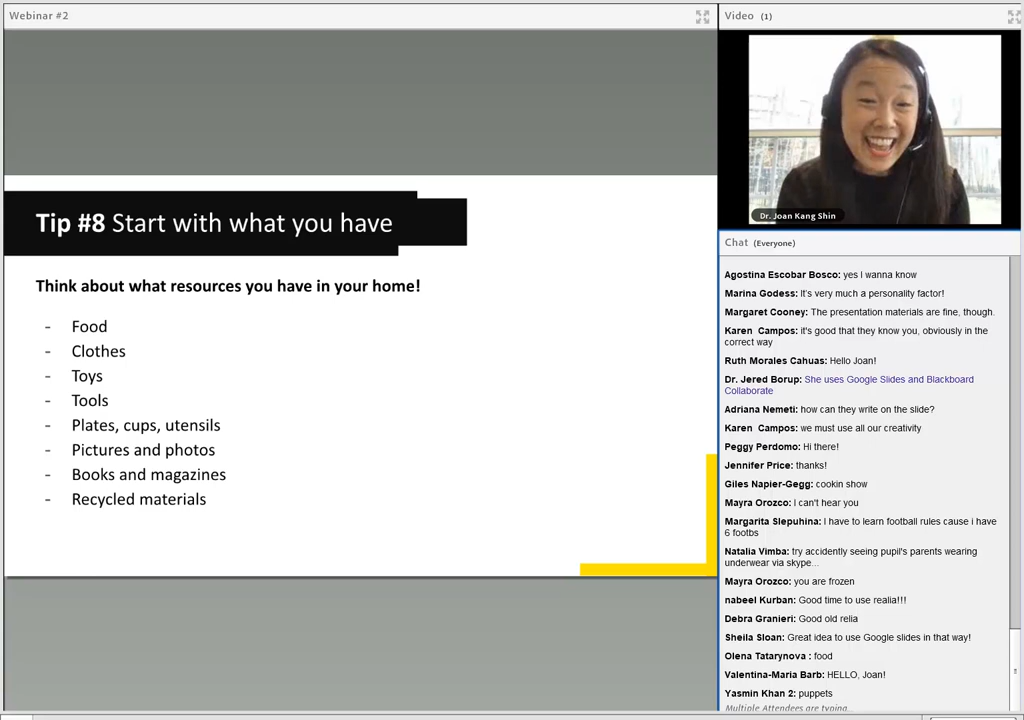 Webinar #2
Tip #8 Start with what you have
Think about what resources you have in your home!
- Food
- Clothes
- Toys
- Tools
- Plates, cups, utensils
- Pictures and photos
- Books and magazines
- Recycled materials
Video (1)
Dr. Joan Kang Shin
Chat (Everyone)
Agostina Escobar Bosco: yes I wanna know
Marina Godess: It's very much a personality factor!
Margaret Cooney: The presentation materials are fine, though.
Karen Campos: it's good that they know you, obviously in the
correct way
Ruth Morales Cahuas: Hello Joan!
Dr. Jered Borup: She uses Google Slides and Blackboard
Collaborate
Adriana Nemeti: how can they write on the slide?
Karen Campos: we must use all our creativity
Peggy Perdomo: Hi there!
Jennifer Price: thanks!
Giles Napier-Gegg: cookin show
Mayra Orozco: I can't hear you
Margarita Slepuhina: I have to learn football rules cause i have
6 footbs
Natalia Vimba: try accidently seeing pupil's parents wearing
underwear via skype...
Mayra Orozco: you are frozen
nabeel Kurban: Good time to use realia!!!
Debra Granieri: Good old relia
Sheila Sloan: Great idea to use Google slides in that way!
Olena Tatarynova : food
Valentina-Maria Barb: HELLO, Joan!
Yasmin Khan 2: puppets
Multiple Attendees are typing...